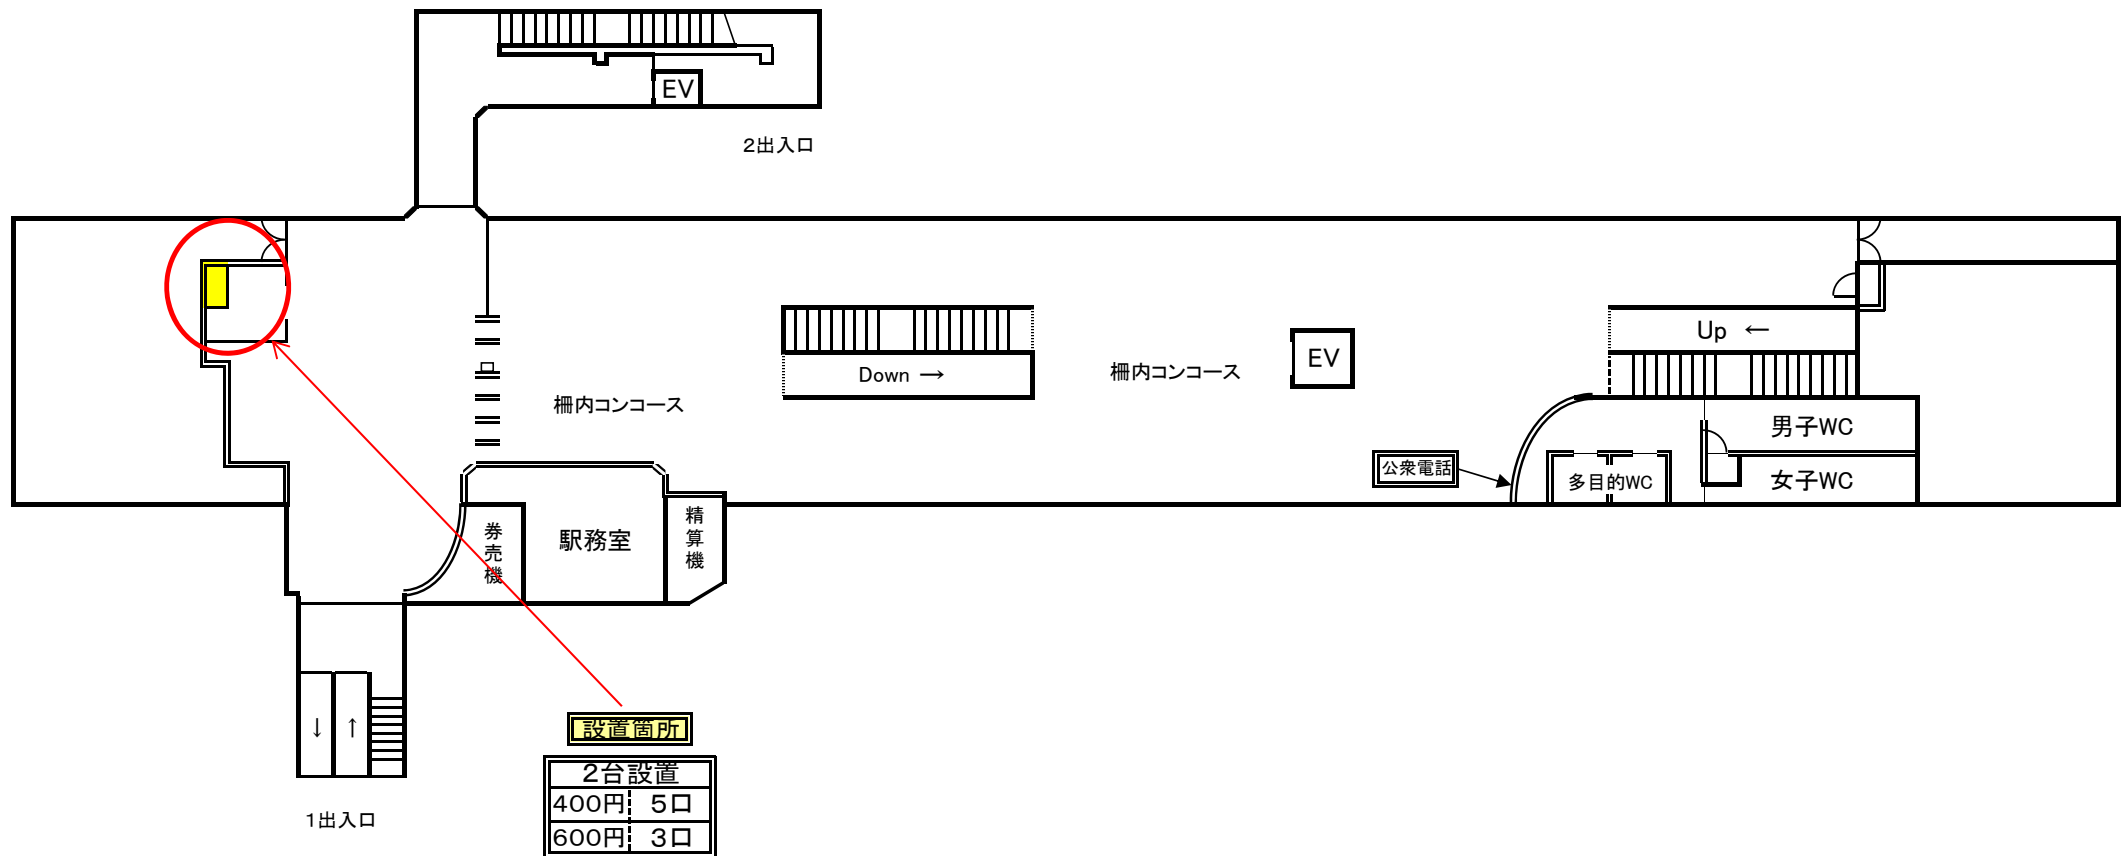 EV
2出入口
Up ←
EV
Down →
柵内コンコース
柵内コンコース
男子WC
公衆電話
多目的WC
女子WC
券売機
駅務室
精算機
↓ ↑
設置箇所
2台設置
400円 5口
600円 3口
1出入口